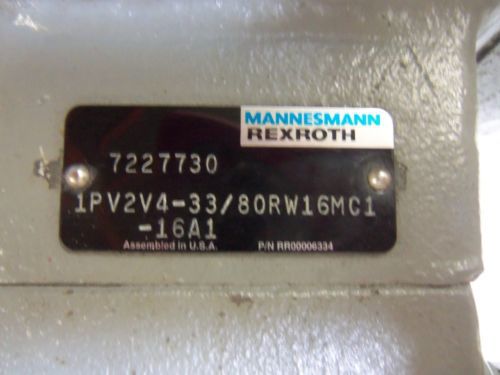 MANNESMANN
REXROTH
7227730
1PV2V4-33/80RW16MC1
-16A1
Assembled in U.S.A. P/N RR00006334